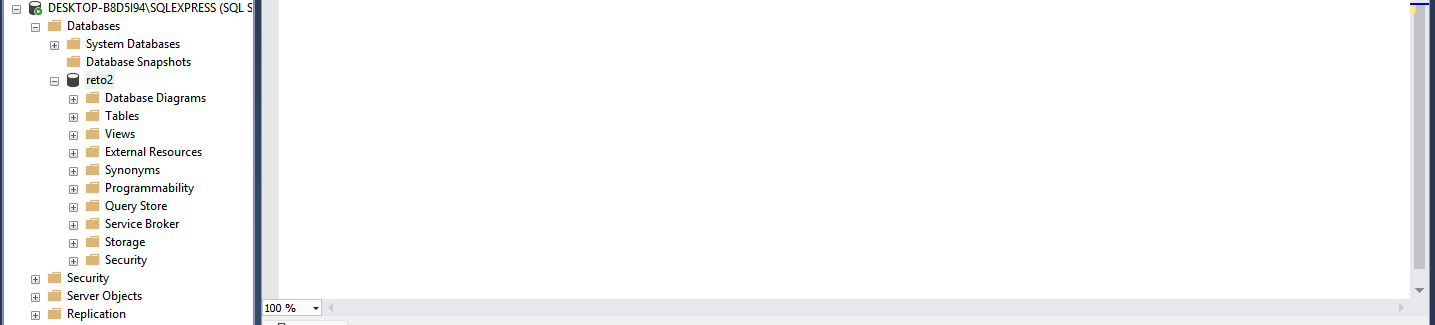 DESKTOP-B8D5I94\SQLEXPRESS (SQL S
Databases
System Databases
Database Snapshots
reto2
Database Diagrams
Tables
Views
External Resources
Synonyms
Programmability
Query Store
Service Broker
Storage
Security
Security
Server Objects
Replication
100 %